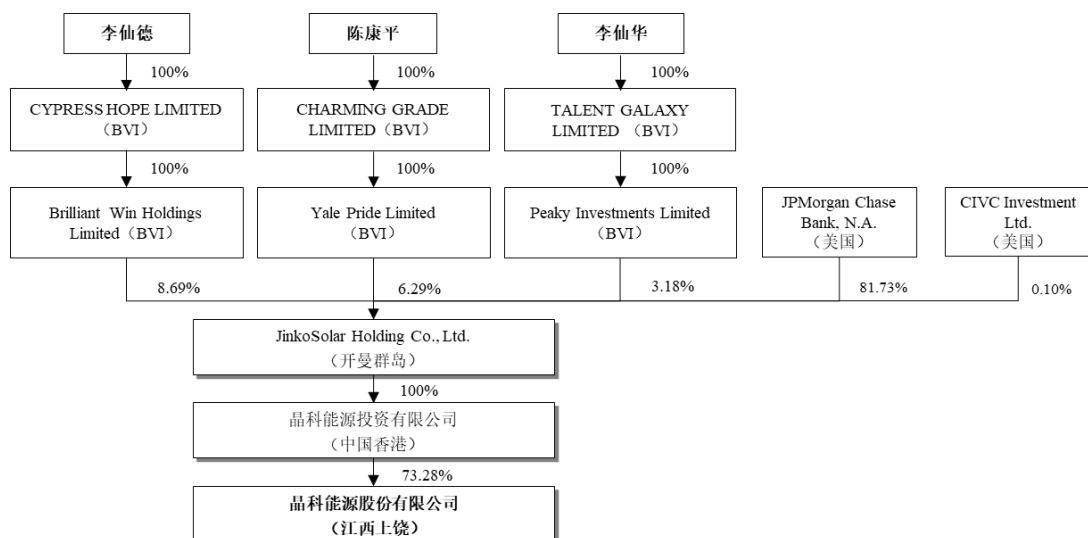 李仙德
陈康平
李仙华
100%
100%
100%
CYPRESS HOPE LIMITED
（BVI）
CHARMING GRADE
LIMITED（BVI）
TALENT GALAXY
LIMITED （BVI）
100%
100%
100%
Brilliant Win Holdings
Limited（BVI）
Yale Pride Limited
（BVI）
Peaky Investments Limited
（BVI）
JPMorgan Chase
Bank, N.A.
（美国）
CIVC Investment
Ltd.
（美国）
8.69%
6.29%
3.18%
81.73%
0.10%
JinkoSolar Holding Co., Ltd.
（开曼群岛）
100%
晶科能源投资有限公司
（中国香港）
73.28%
晶科能源股份有限公司
（江西上饶）